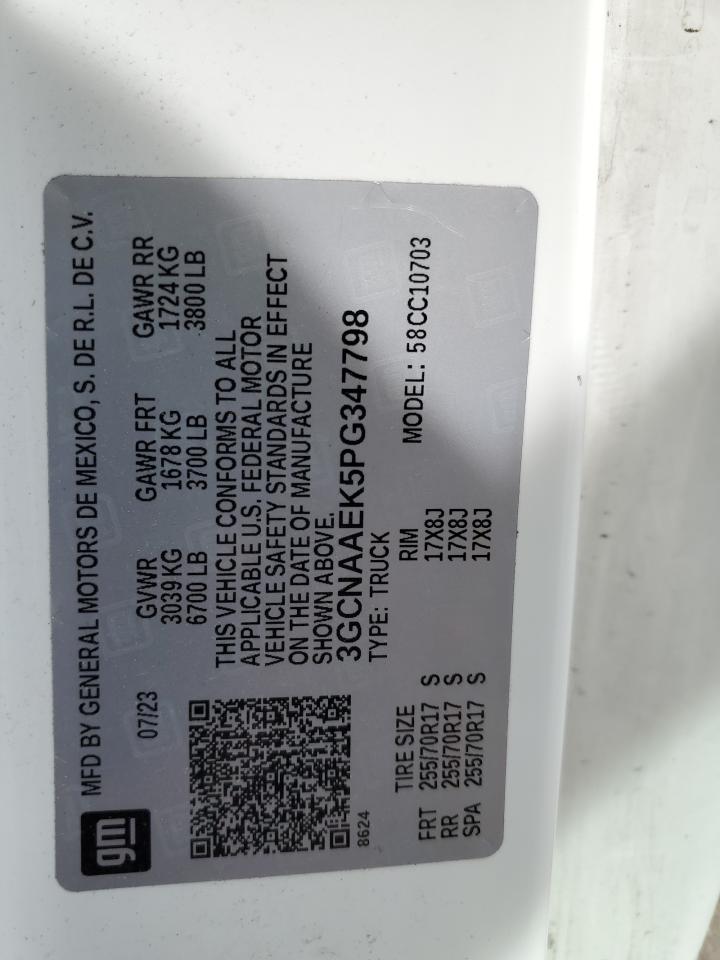 gm
MFD BY GENERAL MOTORS DE MEXICO, S. DE R.L. DE C.V.
07/23
GVWR GAWR FRT GAWR RR
3039 KG 1678 KG 1724 KG
6700 LB 3700 LB 3800 LB
THIS VEHICLE CONFORMS TO ALL
APPLICABLE U.S. FEDERAL MOTOR
VEHICLE SAFETY STANDARDS IN EFFECT
ON THE DATE OF MANUFACTURE
SHOWN ABOVE.
3GCNAAEK5PG347798
8624
TYPE: TRUCK
MODEL: 58CC10703
TIRE SIZE RIM
FRT 255/70R17 S 17X8J
RR 255/70R17 S 17X8J
SPA 255/70R17 S 17X8J